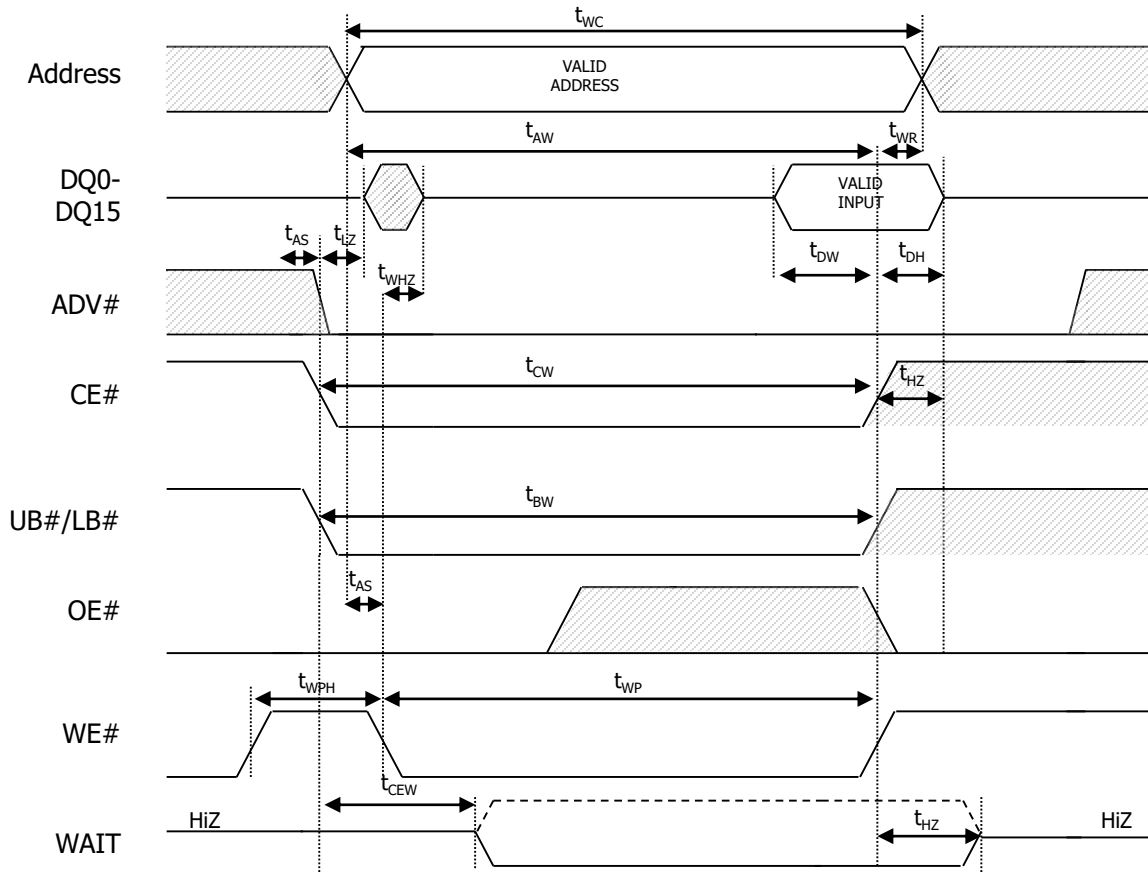 tWC
Address
VALID
ADDRESS
tAW
tWR
DQ0-
DQ15
VALID
INPUT
tAS
tLZ
tDW
tDH
tWHZ
ADV#
tCW
tHZ
CE#
tBW
UB#/LB#
tAS
OE#
tWPH
tWP
WE#
tCEW
HiZ
tHZ
HiZ
WAIT